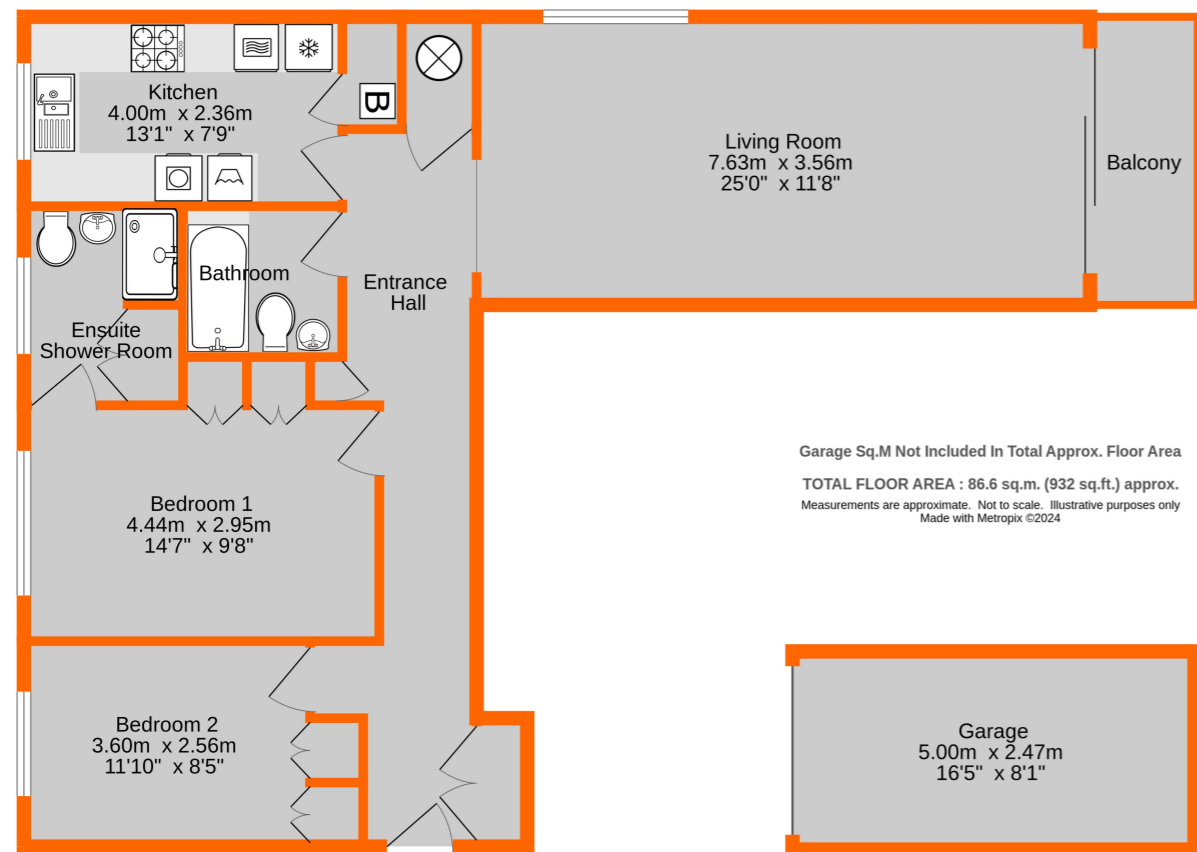 Kitchen
4.00m x 2.36m
13'1" x 7'9"
B
Living Room
7.63m x 3.56m
25'0" x 11'8"
Balcony
Bathroom
Entrance
Hall
Ensuite
Shower Room
Bedroom 1
4.44m x 2.95m
14'7" x 9'8"
Garage Sq.M Not Included In Total Approx. Floor Area
TOTAL FLOOR AREA : 86.6 sq.m. (932 sq.ft.) approx.
Measurements are approximate. Not to scale. Illustrative purposes only
Made with Metropix ©2024
Bedroom 2
3.60m x 2.56m
11'10" x 8'5"
Garage
5.00m x 2.47m
16'5" x 8'1"